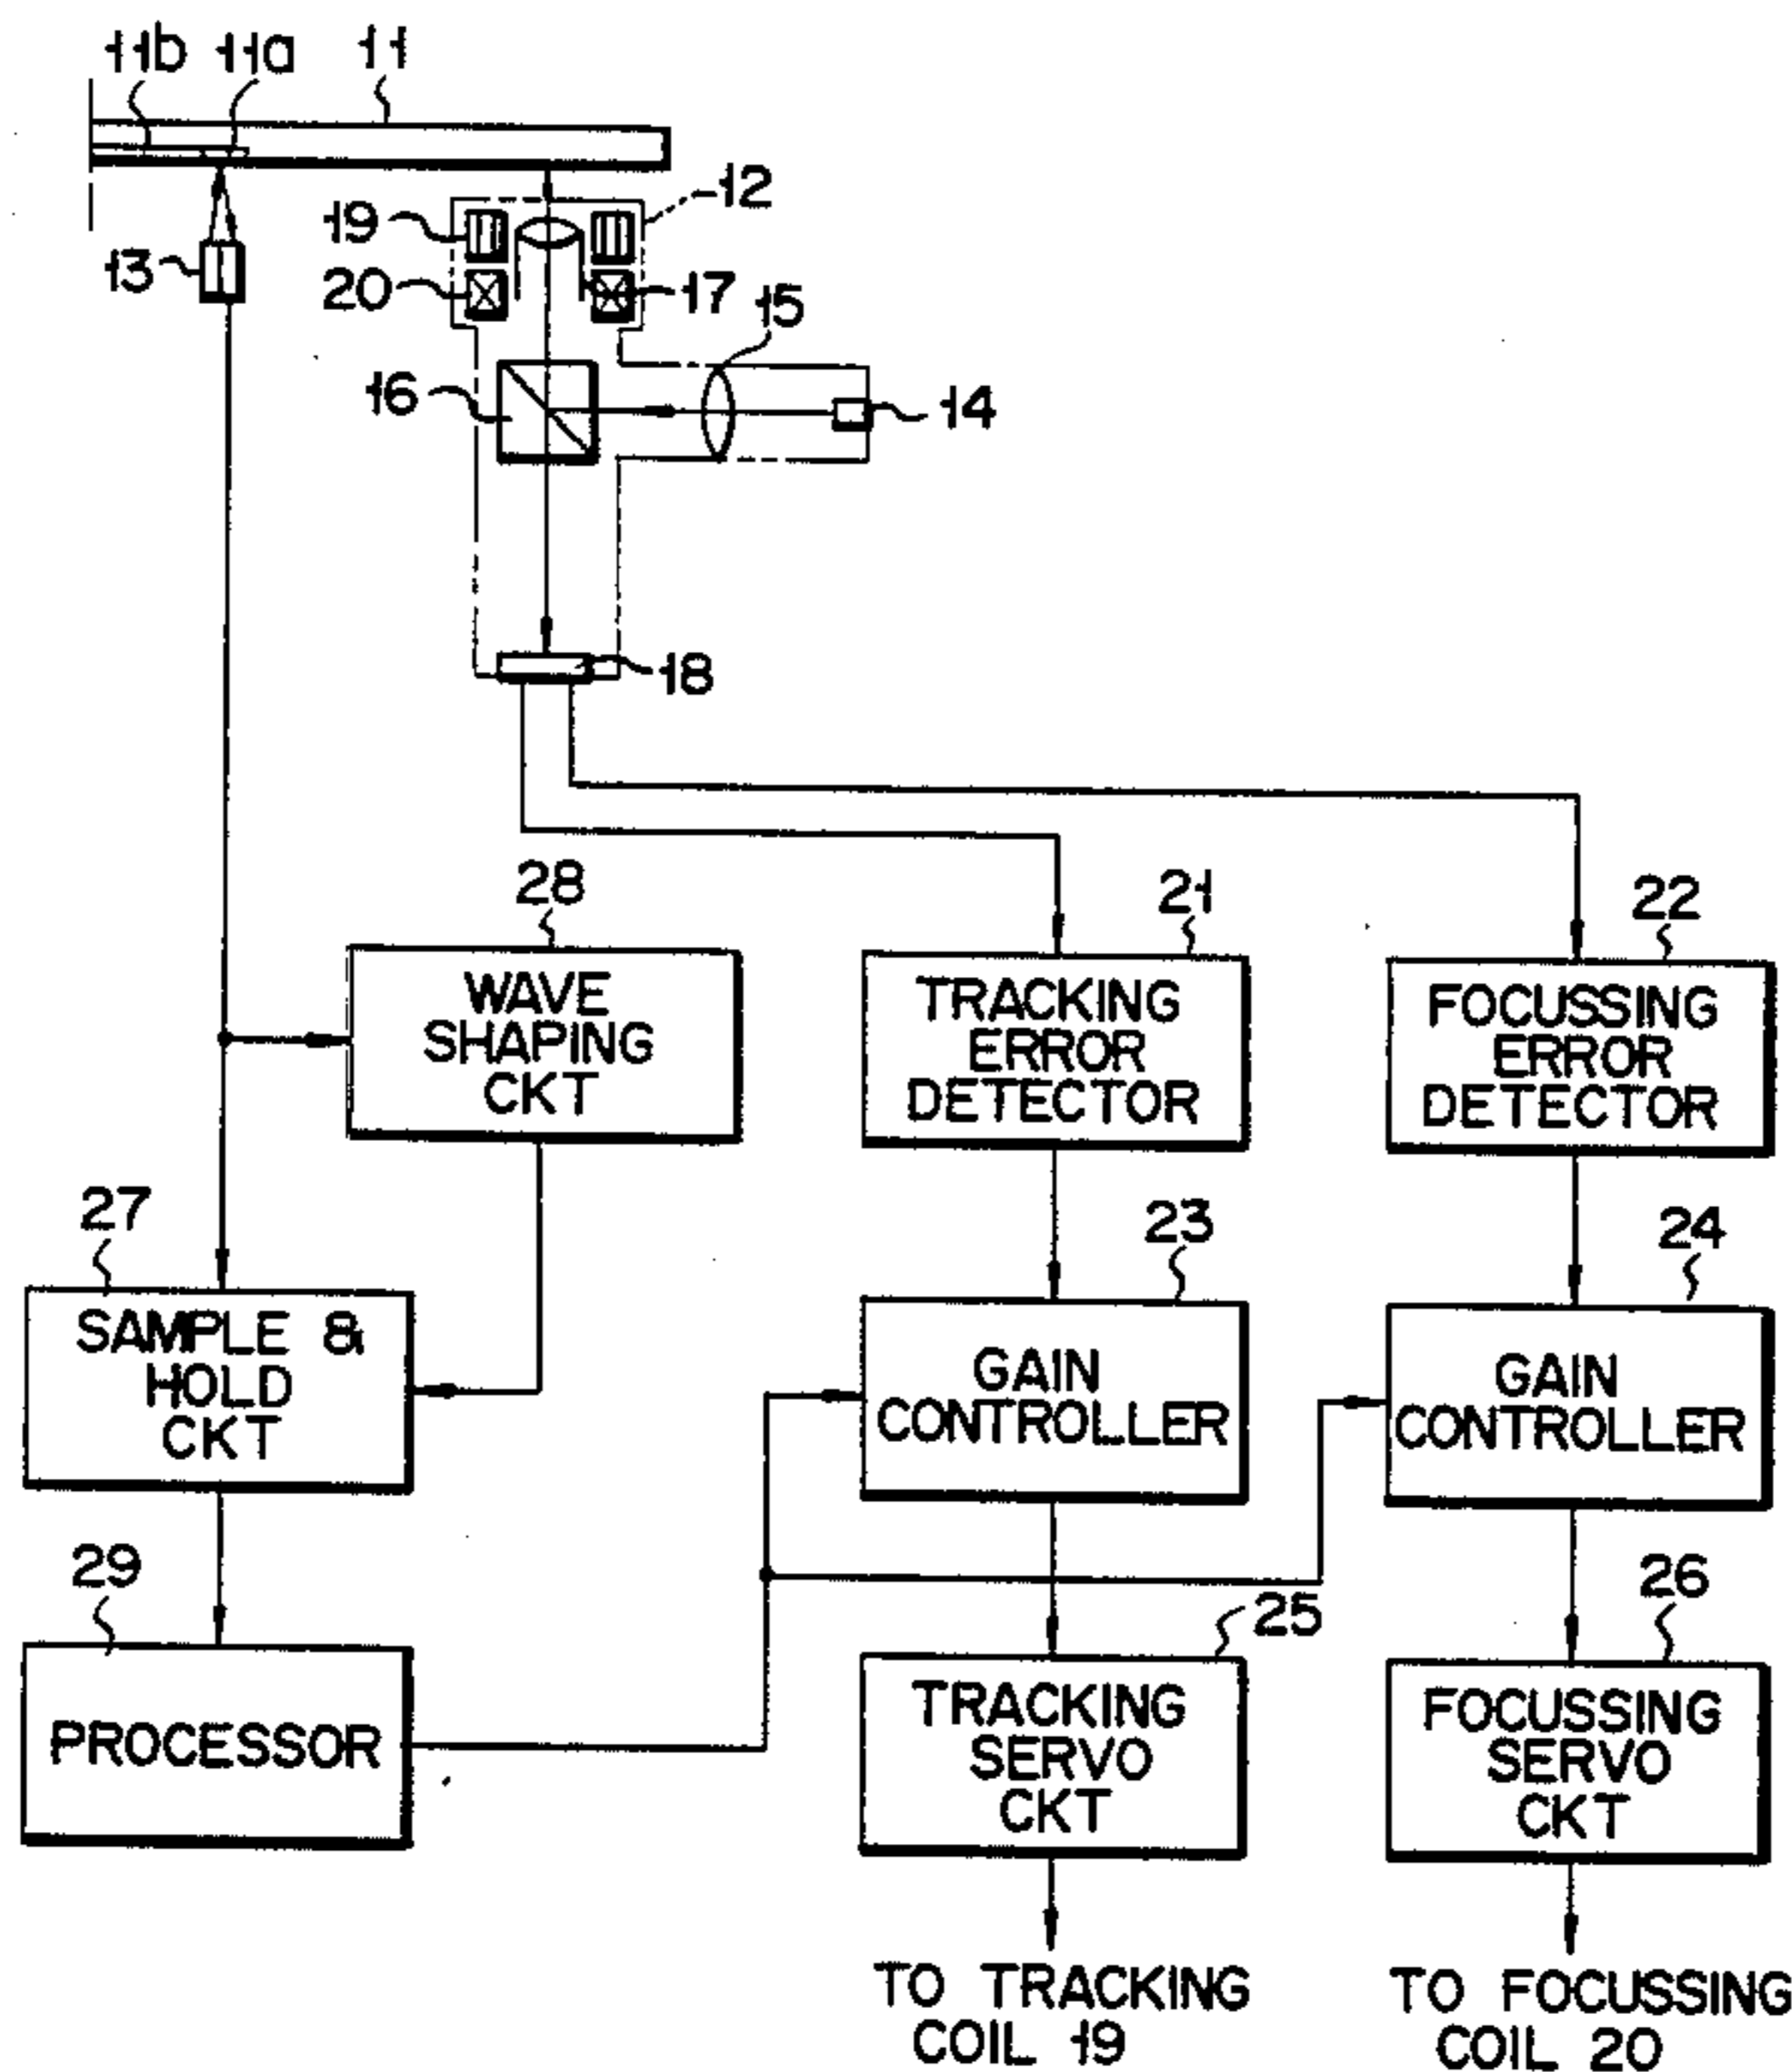 11b 11a 11
12
19
13
20 17
15
16
14
18
28
21
22
WAVE
SHAPING
CKT
TRACKING
ERROR
DETECTOR
FOCUSSING
ERROR
DETECTOR
27
23
24
SAMPLE &
HOLD
CKT
GAIN
CONTROLLER
GAIN
CONTROLLER
29
25
26
PROCESSOR
TRACKING
SERVO
CKT
FOCUSSING
SERVO
CKT
TO TRACKING
COIL 19
TO FOCUSSING
COIL 20